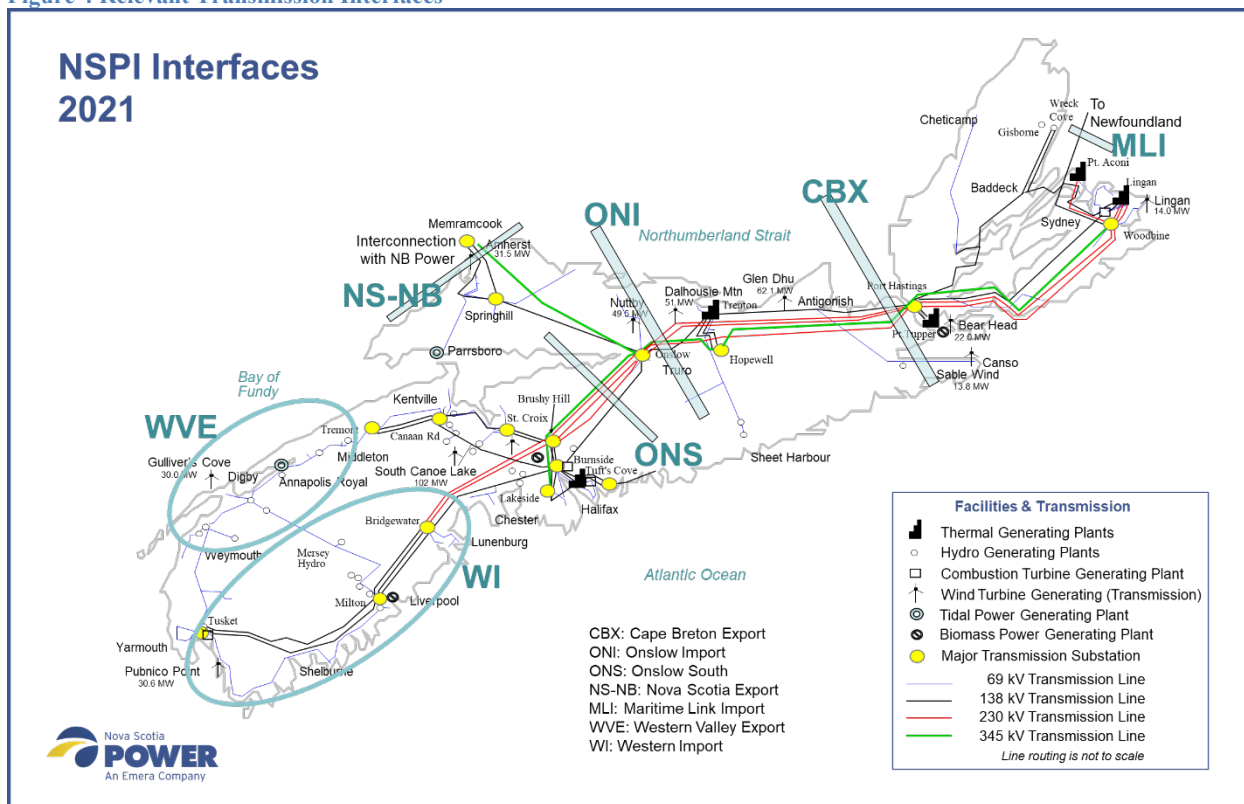 Figure 4 Relevant Transmission Interfaces
NSPI Interfaces
2021
Cheticamp
Wreck
Cove
Gisborne
To
Newfoundland
MLI
Pt. Aconi
Lingan
Lingan
14.0 MW
Baddeck
Sydney
Woodbine
CBX
ONI
Northumberland Strait
Memramcook
Interconnection
with NB Power
Amherst
31.5 MW
NS-NB
Springhill
Parrsboro
Nuttby
49.5 MW
Dalhousie Mtn
51 MW
Trenton
Glen Dhu
62.1 MW
Antigonish
Port Hastings
Pt Tupper
Bear Head
22.0 MW
Canso
Sable Wind
13.8 MW
Onslow
Truro
Hopewell
Bay of
Fundy
Kentville
Brushy Hill
St. Croix
WVE
Tremont
Canaan Rd
Middleton
Gulliver's Cove
30.0 MW
Digby
Annapolis Royal
South Canoe Lake
102 MW
Burnside
Tuft's Cove
ONS
Sheet Harbour
Lakeside
Halifax
Chester
Bridgewater
Lunenburg
Weymouth
Mersey
Hydro
WI
Milton
Liverpool
Atlantic Ocean
Tusket
Yarmouth
Pubnico Point
30.6 MW
Shelburne
CBX: Cape Breton Export
ONI: Onslow Import
ONS: Onslow South
NS-NB: Nova Scotia Export
MLI: Maritime Link Import
WVE: Western Valley Export
WI: Western Import
Facilities & Transmission
Thermal Generating Plants
Hydro Generating Plants
Combustion Turbine Generating Plant
Wind Turbine Generating (Transmission)
Tidal Power Generating Plant
Biomass Power Generating Plant
Major Transmission Substation
69 kV Transmission Line
138 kV Transmission Line
230 kV Transmission Line
345 kV Transmission Line
Line routing is not to scale
Nova Scotia
POWER
An Emera Company